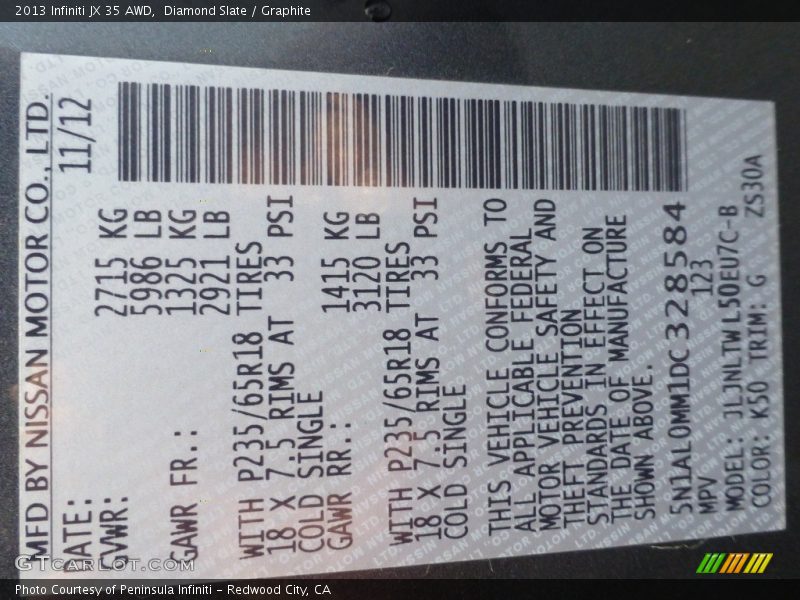 2013 Infiniti JX 35 AWD,  Diamond Slate / Graphite
MFD BY NISSAN MOTOR CO., LTD.
DATE: 11/12
GVWR: 2715 KG
5986 LB
GAWR FR.: 1325 KG
2921 LB
WITH P235/65R18 TIRES
18 X 7.5 RIMS AT 33 PSI
COLD SINGLE
GAWR RR.: 1415 KG
3120 LB
WITH P235/65R18 TIRES
18 X 7.5 RIMS AT 33 PSI
COLD SINGLE
THIS VEHICLE CONFORMS TO
ALL APPLICABLE FEDERAL
MOTOR VEHICLE SAFETY AND
THEFT PREVENTION
STANDARDS IN EFFECT ON
THE DATE OF MANUFACTURE
SHOWN ABOVE.
5N1AL0MM1DC328584
MPV 123
MODEL: JLJNLTWL50EU7C-B
COLOR: K50 TRIM: G ZS30A
GTCARLOT.COM
Photo Courtesy of Peninsula Infiniti - Redwood City, CA